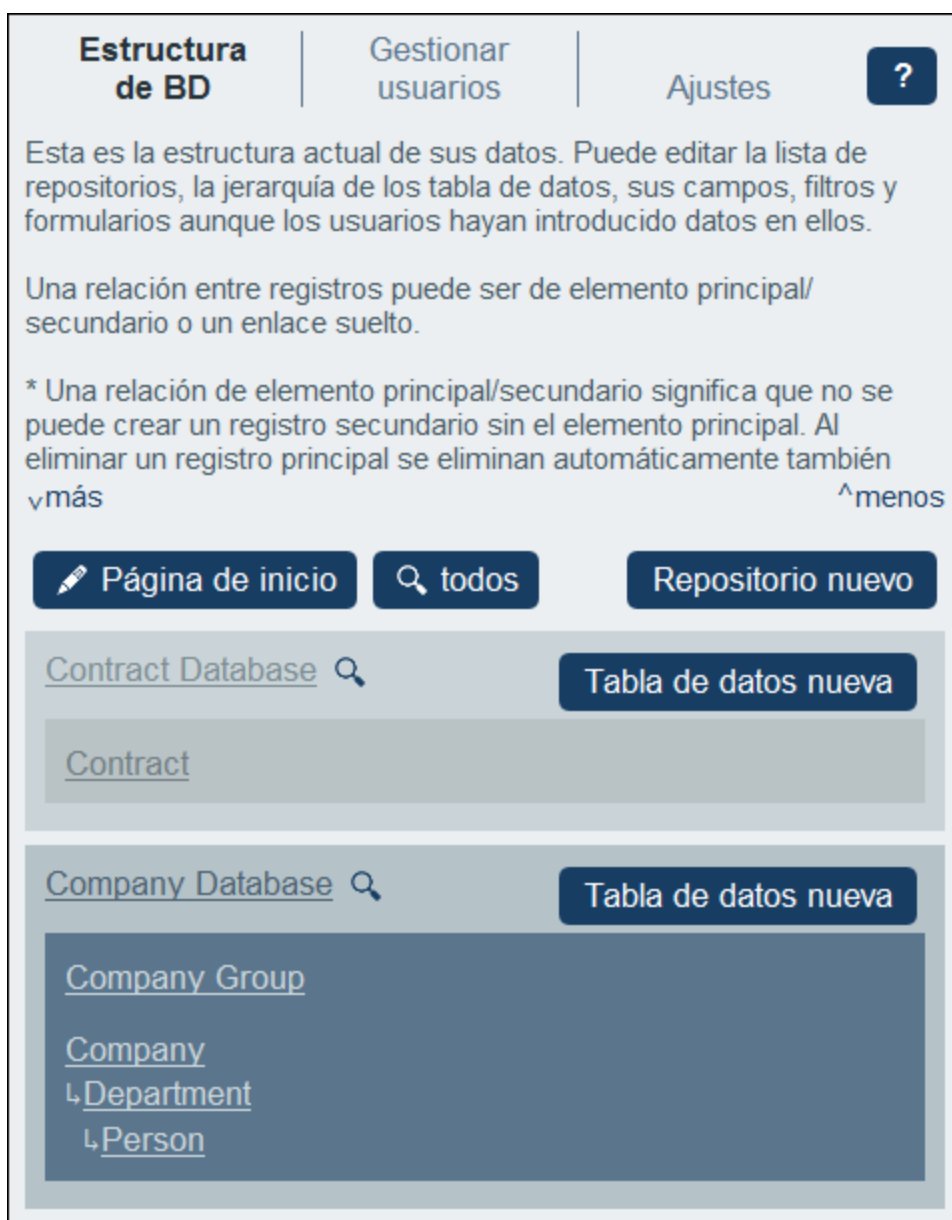 Estructura de BD
Gestionar usuarios
Ajustes
?
Esta es la estructura actual de sus datos. Puede editar la lista de
repositorios, la jerarquía de los tabla de datos, sus campos, filtros y
formularios aunque los usuarios hayan introducido datos en ellos.
Una relación entre registros puede ser de elemento principal/
secundario o un enlace suelto.
* Una relación de elemento principal/secundario significa que no se
puede crear un registro secundario sin el elemento principal. Al
eliminar un registro principal se eliminan automáticamente también
˅más
^menos
Página de inicio
todos
Repositorio nuevo
Contract Database
Tabla de datos nueva
Contract
Company Database
Tabla de datos nueva
Company Group
Company
↳Department
↳Person